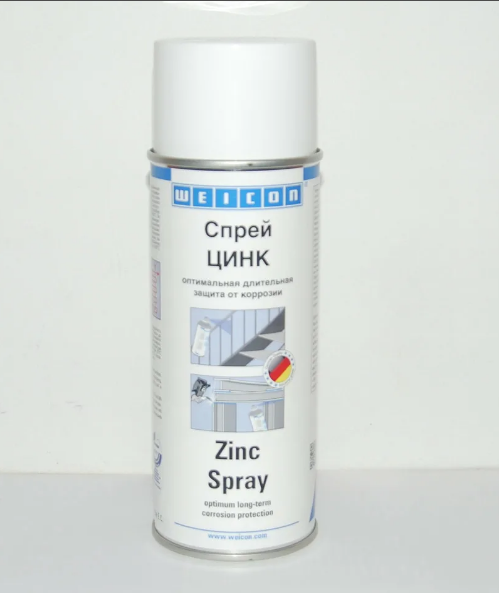 WEICON
Спрей
ЦИНК
оптимальная длительная
защита от коррозии
Zinc
Spray
optimum long-term
corrosion protection
www.weicon.com